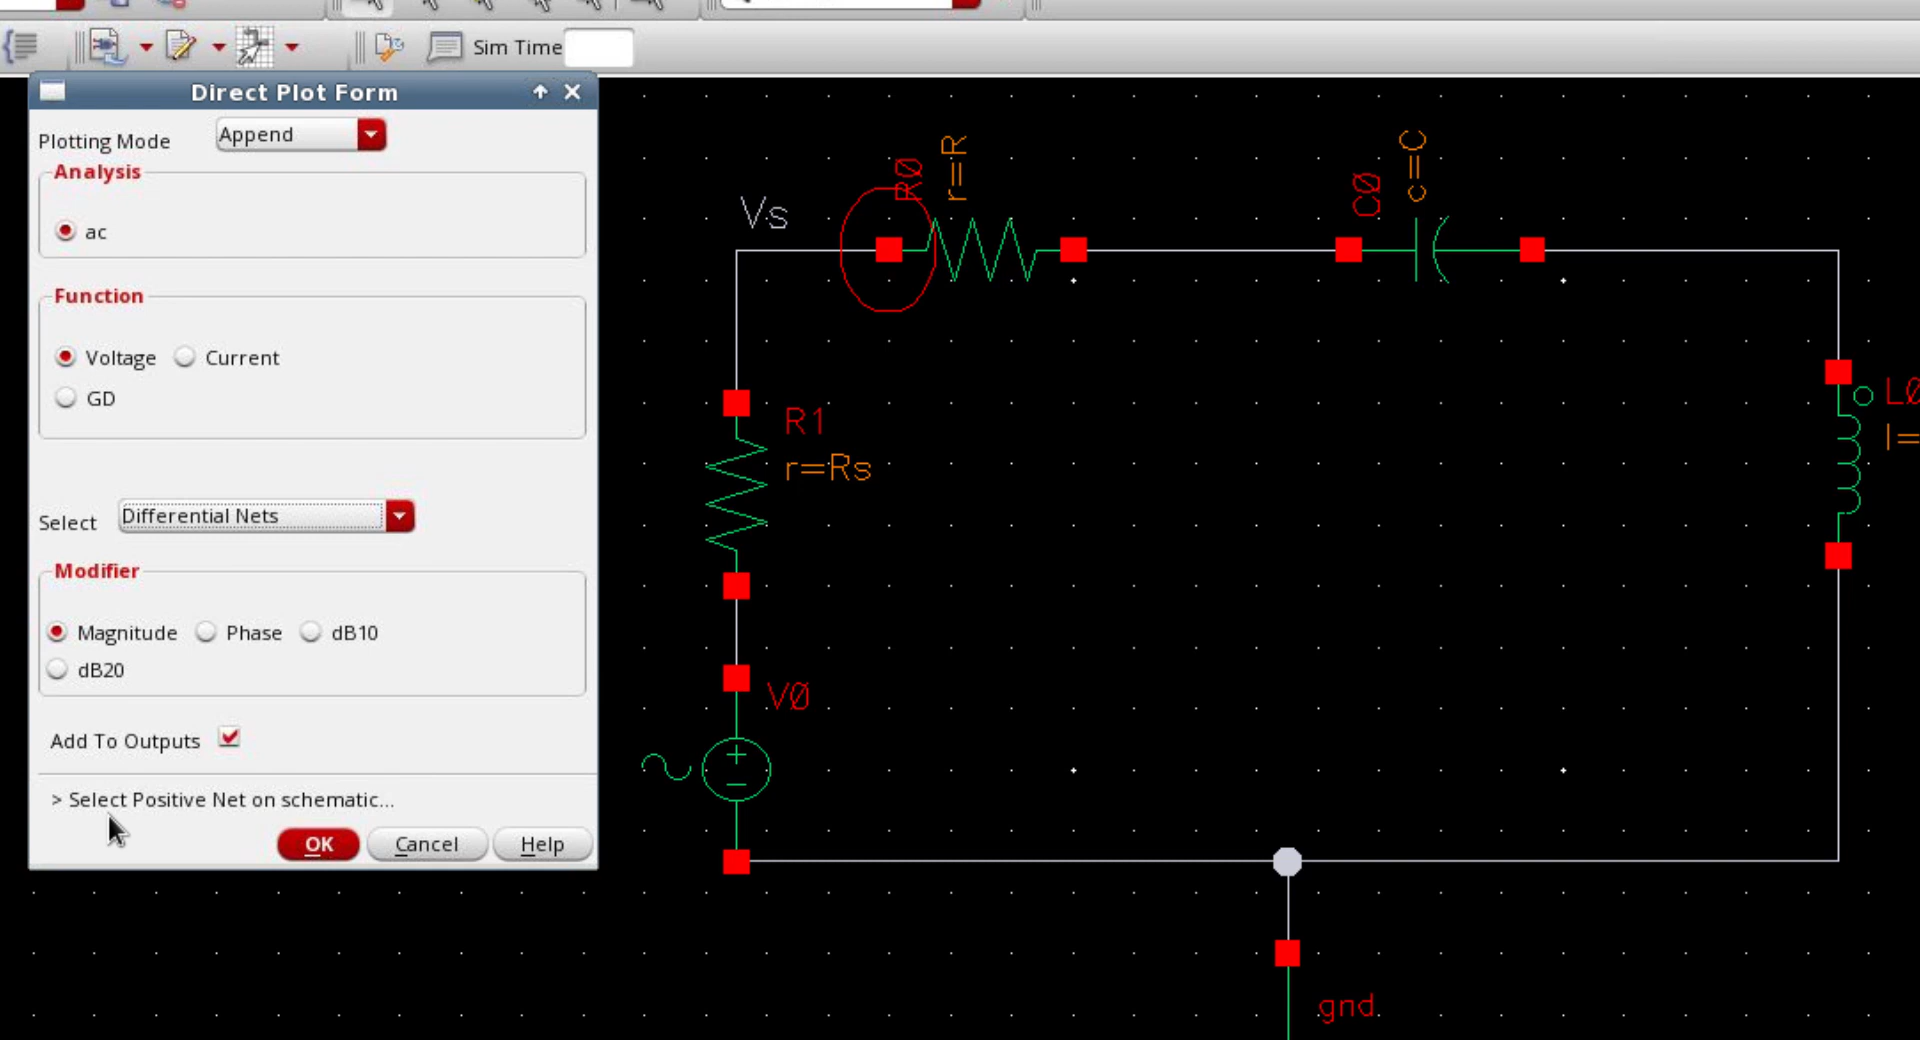 Sim Time
Direct Plot Form
Plotting Mode Append
Analysis
ac
Function
Voltage Current
GD
Select Differential Nets
Modifier
Magnitude Phase dB10
dB20
Add To Outputs
> Select Positive Net on schematic...
OK Cancel Help
Vs
R0
r=R
C0
c=C
R1
r=Rs
L0
l=
V0
gnd